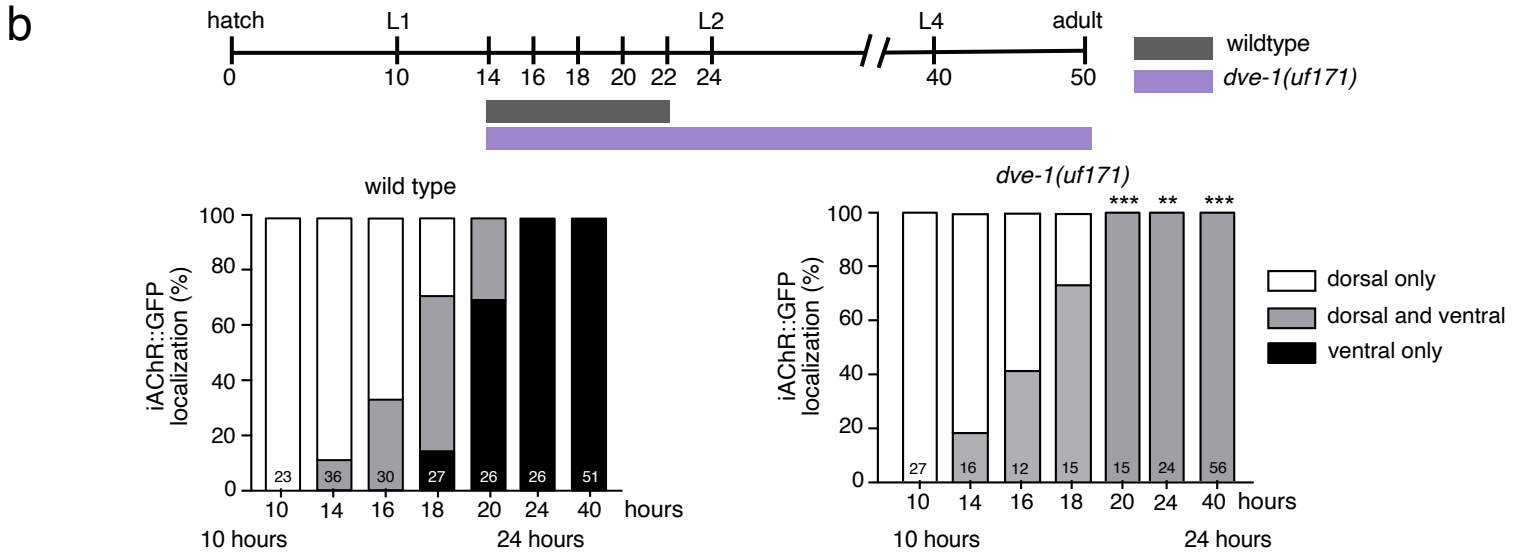 b
hatch L1 L2 L4 adult
0 10 14 16 18 20 22 24 40 50
wildtype
dve-1(uf171)
wild type
iAChR::GFP
localization (%)
100
80
60
40
20
0
23 36 30 27 26 26 51
10 14 16 18 20 24 40 hours
10 hours 24 hours
dve-1(uf171)
*** ** ***
iAChR::GFP
localization (%)
100
80
60
40
20
0
27 16 12 15 15 24 56
10 14 16 18 20 24 40 hours
10 hours 24 hours
dorsal only
dorsal and ventral
ventral only